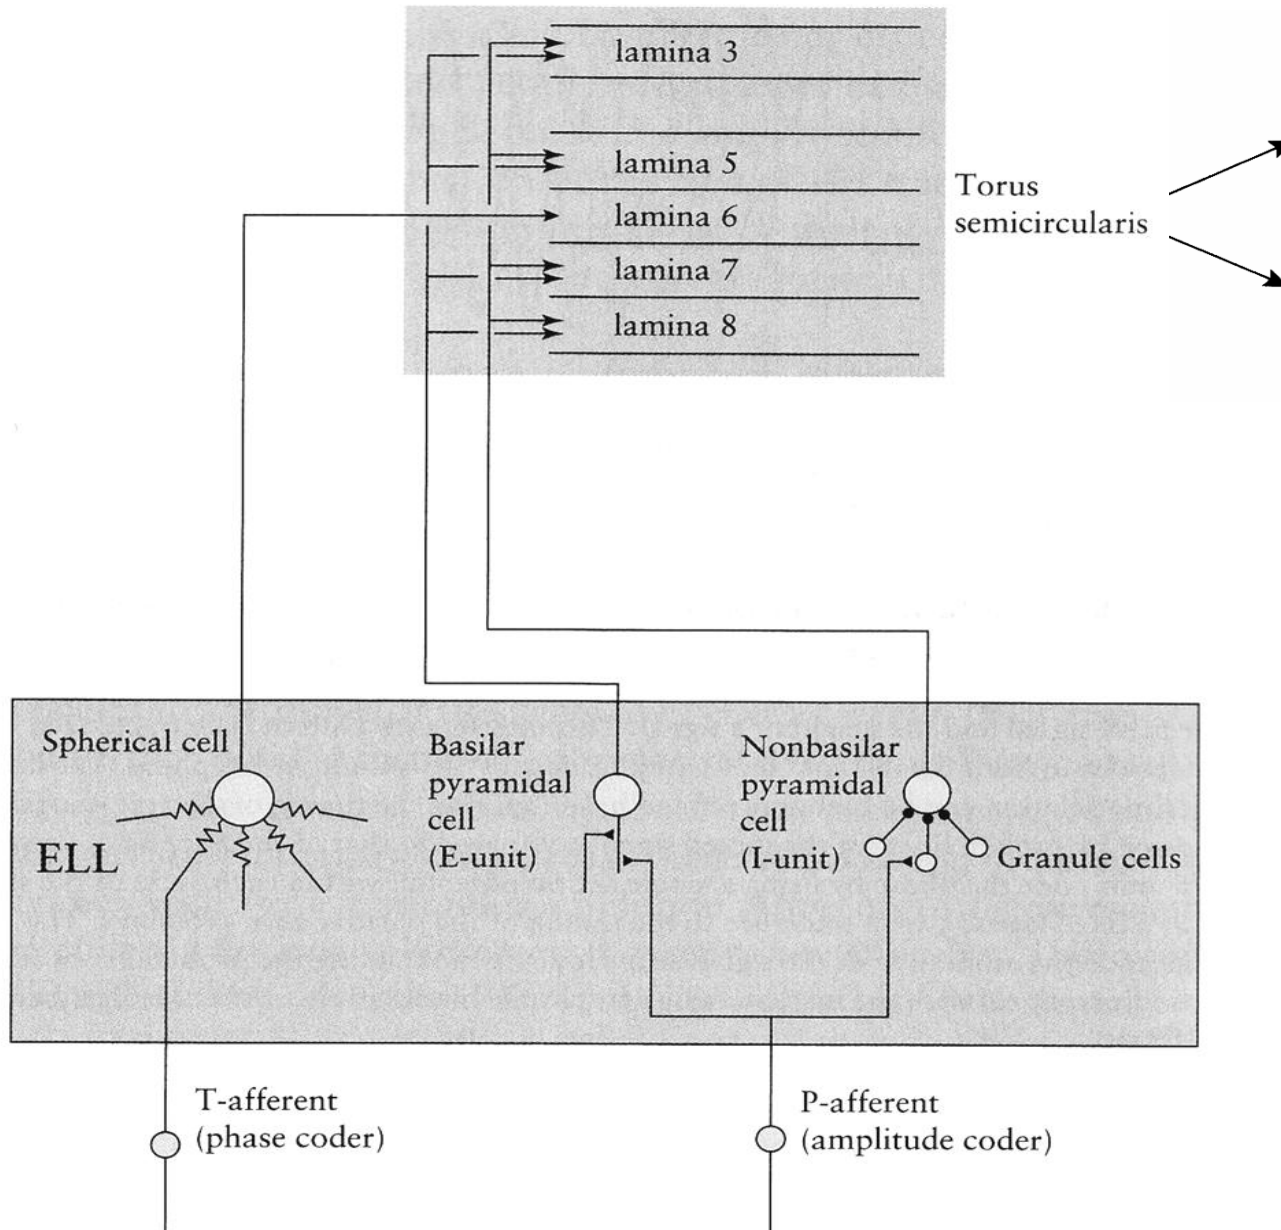 lamina 3
lamina 5
lamina 6
lamina 7
lamina 8
Torus
semicircularis
Spherical cell
ELL
Basilar
pyramidal
cell
(E-unit)
Nonbasilar
pyramidal
cell
(I-unit)
Granule cells
T-afferent
(phase coder)
P-afferent
(amplitude coder)